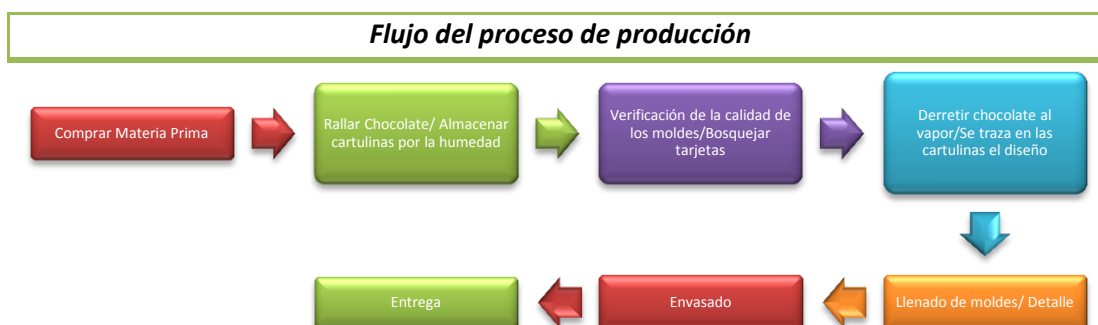 Flujo del proceso de producción
Comprar Materia Prima
Rallar Chocolate/ Almacenar
cartulinas por la humedad
Verificación de la calidad de
los moldes/Bosquejar
tarjetas
Derretir chocolate al
vapor/Se traza en las
cartulinas el diseño
Llenado de moldes/ Detalle
Envasado
Entrega